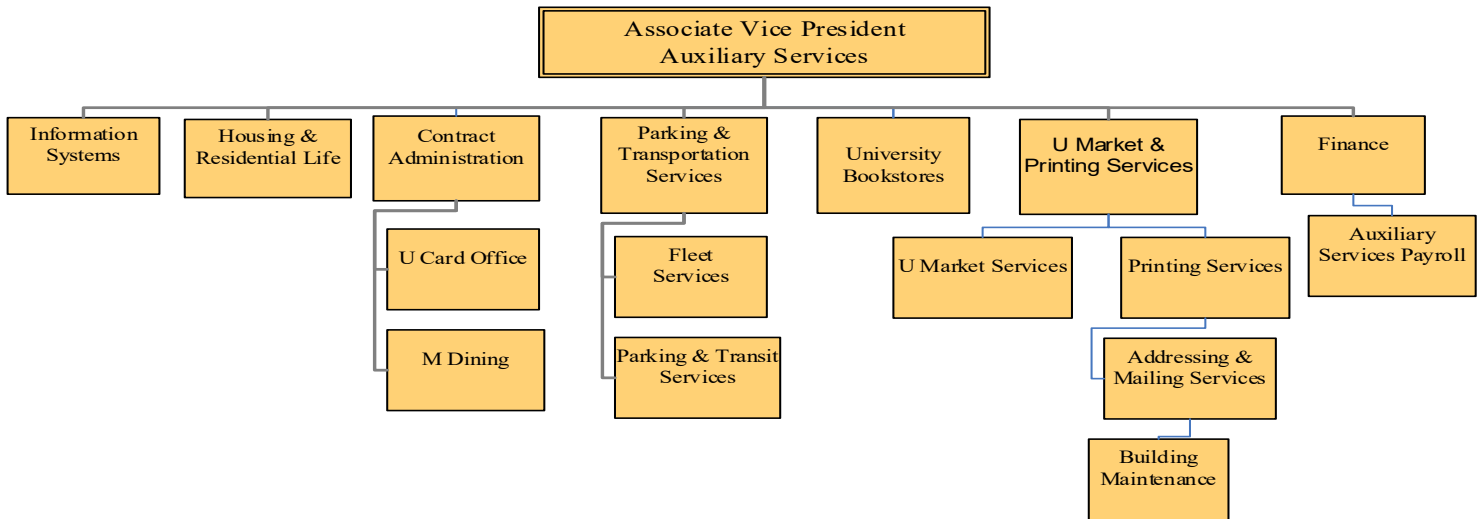 Associate Vice President
Auxiliary Services
Information
Systems
Housing &
Residential Life
Contract
Administration
Parking &
Transportation
Services
University
Bookstores
U Market &
Printing Services
Finance
U Card Office
M Dining
Fleet
Services
Parking & Transit
Services
U Market Services
Printing Services
Addressing &
Mailing Services
Building
Maintenance
Auxiliary
Services Payroll